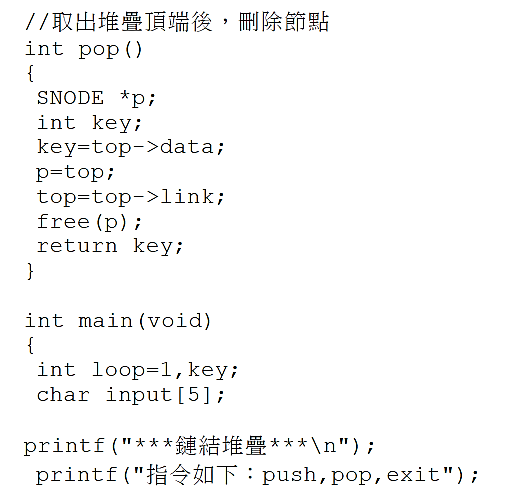 //取出堆疊頂端後，刪除節點
int pop()
{
 SNODE *p;
 int key;
 key=top->data;
 p=top;
 top=top->link;
 free(p);
 return key;
}

int main(void)
{
 int loop=1,key;
 char input[5];

printf("***鏈結堆疊***\n");
 printf("指令如下：push,pop,exit");